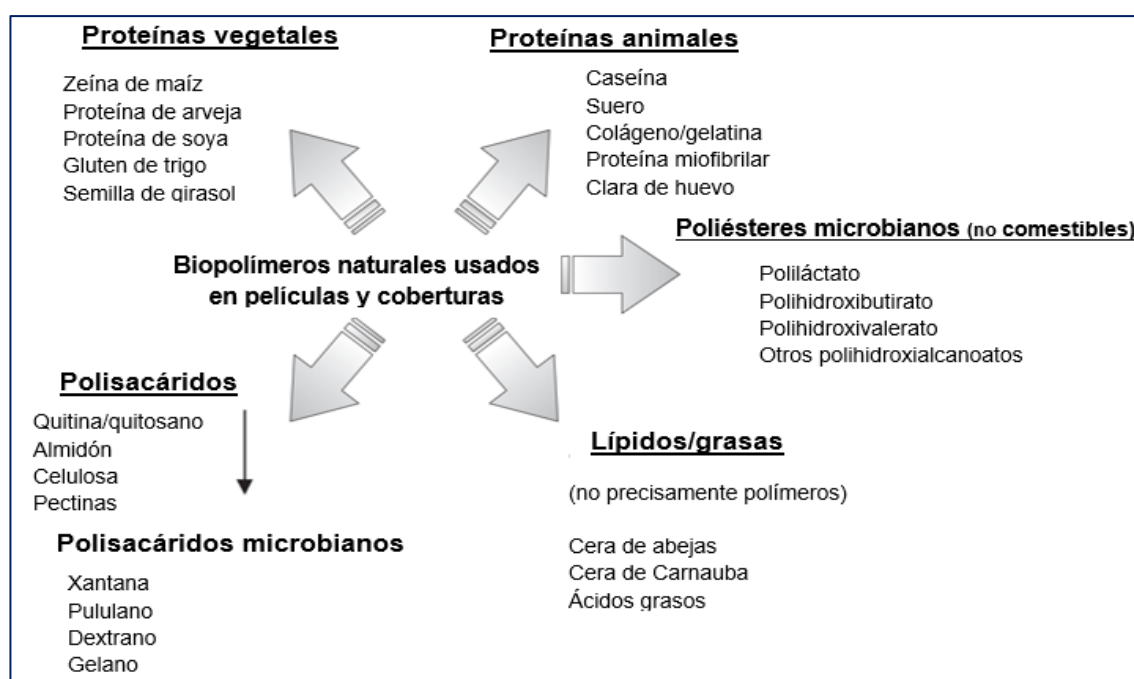 Proteínas vegetales
Zeína de maíz
Proteína de arveja
Proteína de soya
Gluten de trigo
Semilla de girasol
Proteínas animales
Caseína
Suero
Colágeno/gelatina
Proteína miofibrilar
Clara de huevo
Poliésteres microbianos (no comestibles)
Poliláctato
Polihidroxibutirato
Polihidroxivalerato
Otros polihidroxialcanoatos
Biopolímeros naturales usados
en películas y coberturas
Polisacáridos
Quitina/quitosano
Almidón
Celulosa
Pectinas
Polisacáridos microbianos
Xantana
Pululano
Dextrano
Gelano
Lípidos/grasas
(no precisamente polímeros)
Cera de abejas
Cera de Carnauba
Ácidos grasos